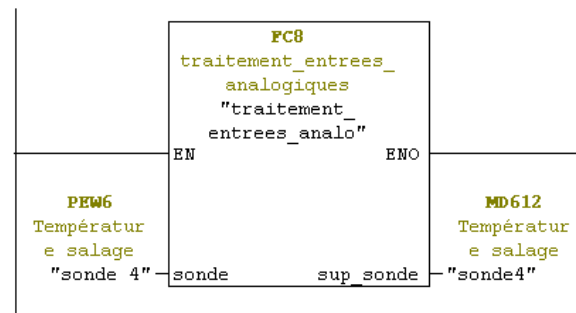 FC8
traitement_entrees_
analogiques
"traitement_
entrees_analo"
EN
ENO
PEW6
Températur
e salage
"sonde 4"
sonde
sup_sonde
MD612
Températur
e salage
"sonde4"